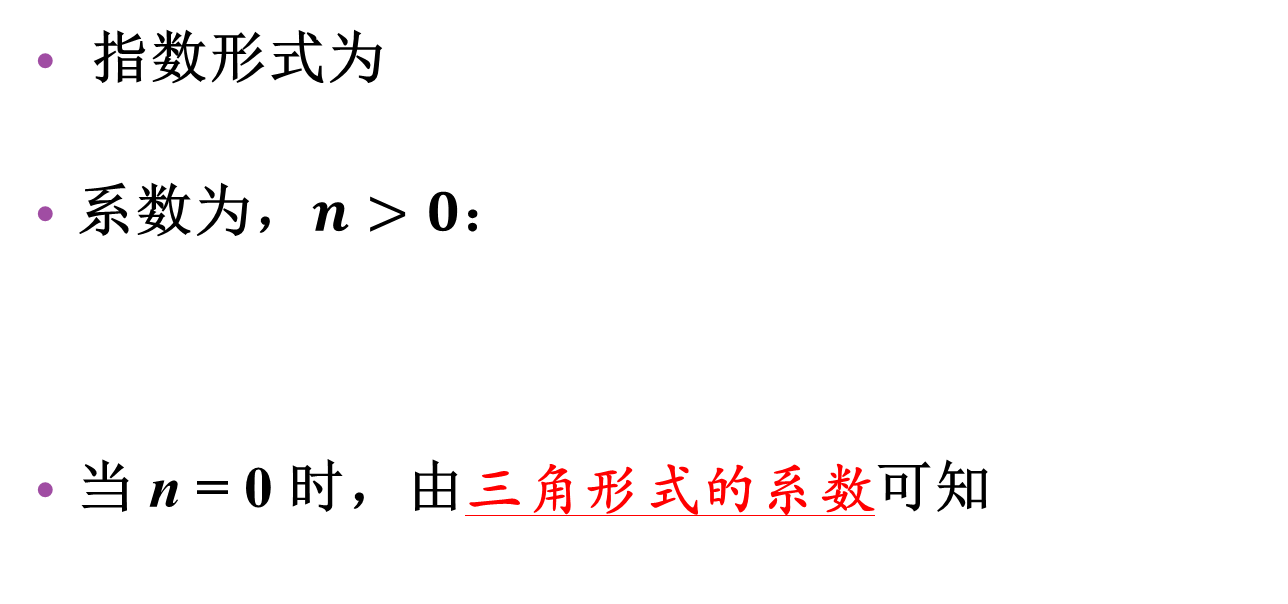 • 指数形式为
• 系数为，n > 0：
• 当 n = 0 时，由三角形式的系数可知